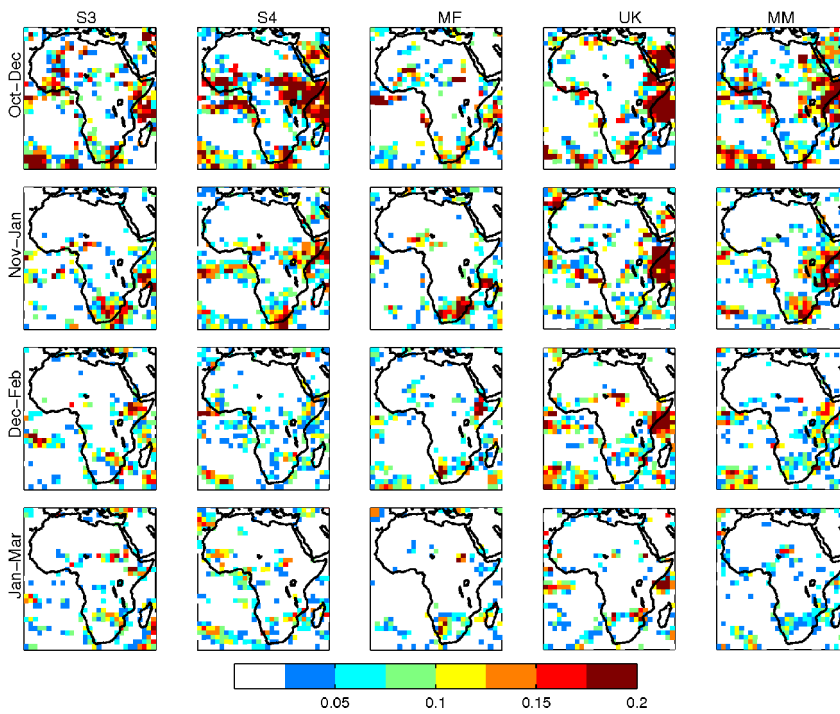 S3 S4 MF UK MM
Oct-Dec
Nov-Jan
Dec-Feb
Jan-Mar
0.05 0.1 0.15 0.2